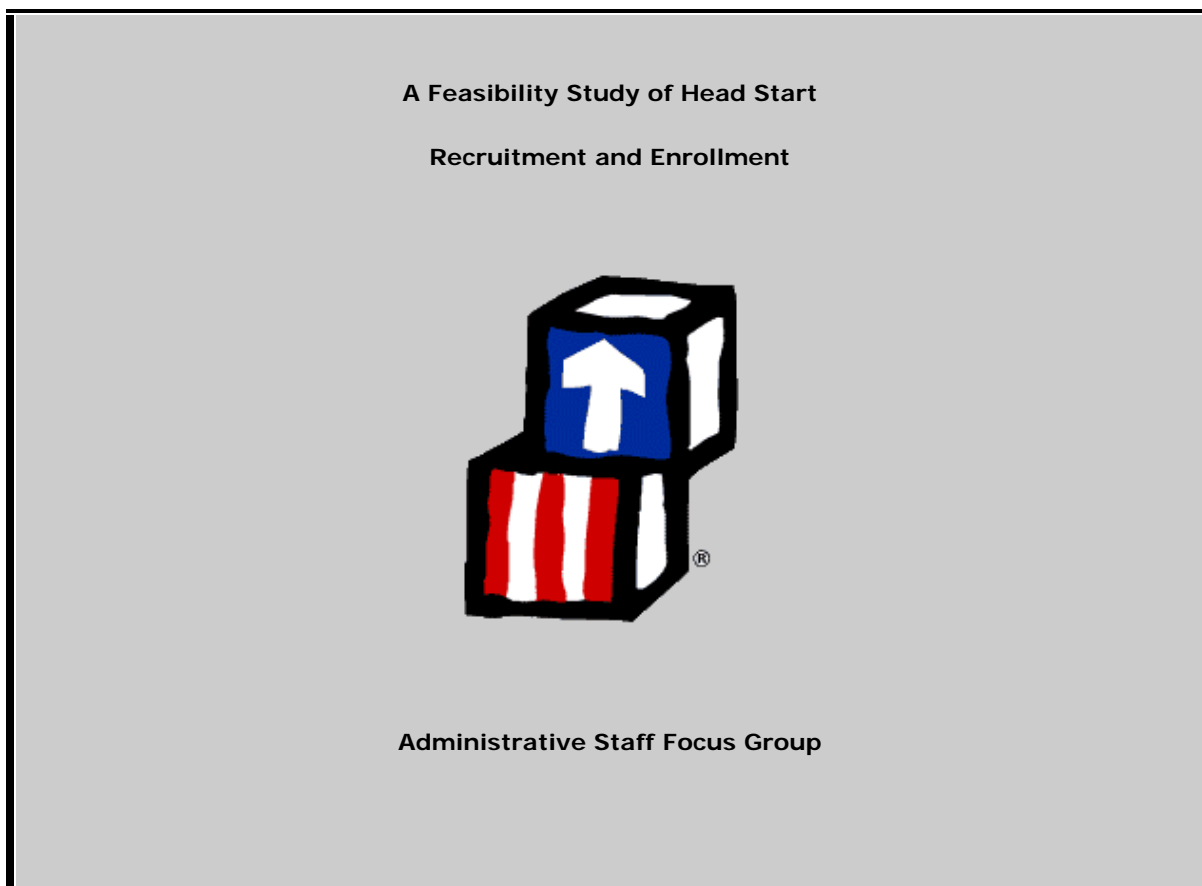 A Feasibility Study of Head Start
Recruitment and Enrollment
®
Administrative Staff Focus Group